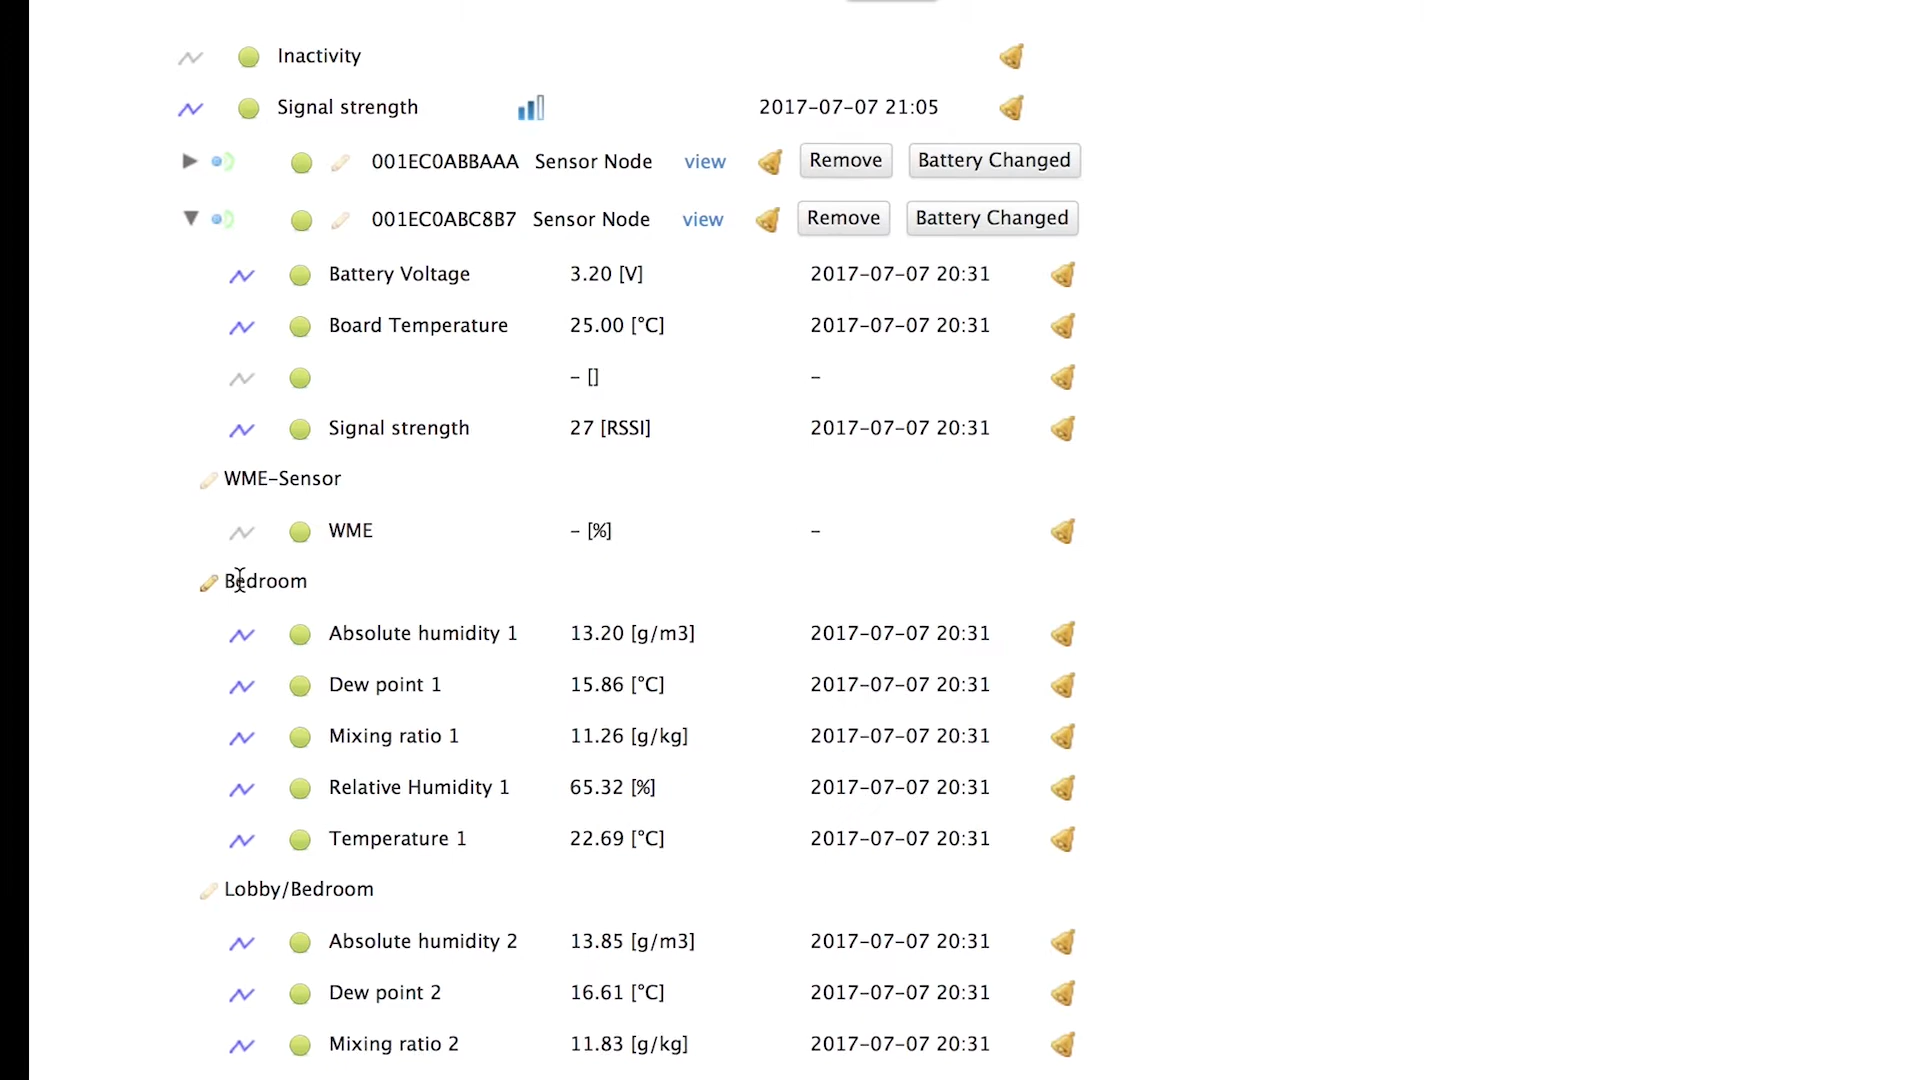 Inactivity
Signal strength 2017-07-07 21:05
001EC0ABBAAA Sensor Node view Remove Battery Changed
001EC0ABC8B7 Sensor Node view Remove Battery Changed
Battery Voltage 3.20 [V] 2017-07-07 20:31
Board Temperature 25.00 [°C] 2017-07-07 20:31
– [] –
Signal strength 27 [RSSI] 2017-07-07 20:31
WME-Sensor
WME – [%] –
Bedroom
Absolute humidity 1 13.20 [g/m3] 2017-07-07 20:31
Dew point 1 15.86 [°C] 2017-07-07 20:31
Mixing ratio 1 11.26 [g/kg] 2017-07-07 20:31
Relative Humidity 1 65.32 [%] 2017-07-07 20:31
Temperature 1 22.69 [°C] 2017-07-07 20:31
Lobby/Bedroom
Absolute humidity 2 13.85 [g/m3] 2017-07-07 20:31
Dew point 2 16.61 [°C] 2017-07-07 20:31
Mixing ratio 2 11.83 [g/kg] 2017-07-07 20:31